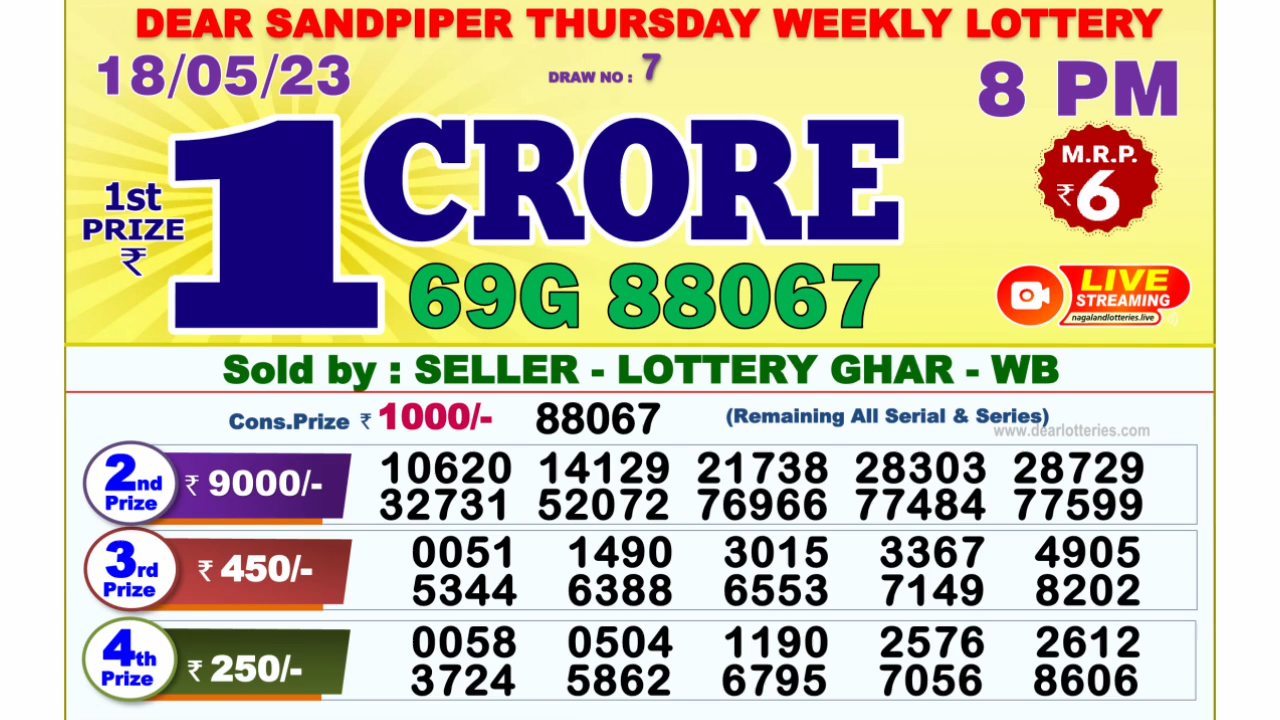 DEAR SANDPIPER THURSDAY WEEKLY LOTTERY
18/05/23
DRAW NO : 7
8 PM
1st
PRIZE
₹
1 CRORE
M.R.P.
₹ 6
69G 88067
LIVE
STREAMING
nagalandlotteries.live
Sold by : SELLER - LOTTERY GHAR - WB
Cons.Prize ₹ 1000/- 88067 (Remaining All Serial & Series)
www.dearlotteries.com
2nd Prize ₹ 9000/-
10620 14129 21738 28303 28729
32731 52072 76966 77484 77599
3rd Prize ₹ 450/-
0051 1490 3015 3367 4905
5344 6388 6553 7149 8202
4th Prize ₹ 250/-
0058 0504 1190 2576 2612
3724 5862 6795 7056 8606